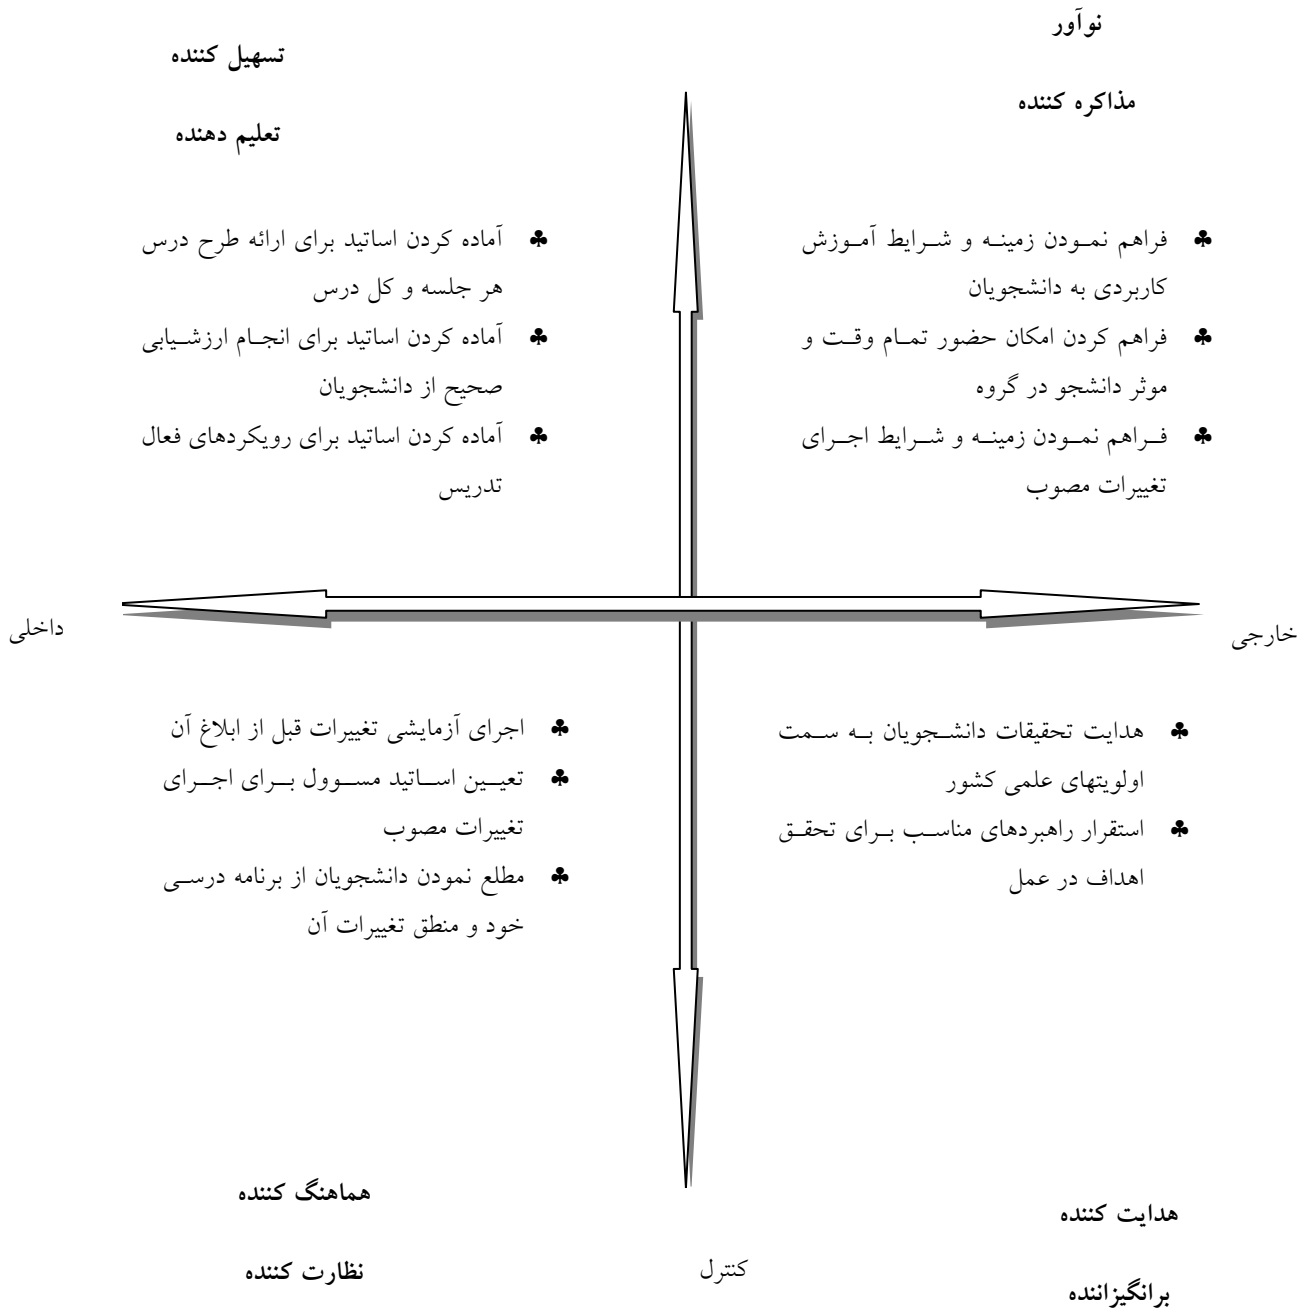 نوآور
مذاکره کننده
♣ فراهم نمودن زمینه و شرایط آموزش
کاربردی به دانشجویان
♣ فراهم کردن امکان حضور تمام وقت و
موثر دانشجو در گروه
♣ فراهم نمودن زمینه و شرایط اجرای
تغییرات مصوب
تسهیل کننده
تعلیم دهنده
♣ آماده کردن اساتید برای ارائه طرح درس
هر جلسه و کل درس
♣ آماده کردن اساتید برای انجام ارزشیابی
صحیح از دانشجویان
♣ آماده کردن اساتید برای رویکردهای فعال
تدریس
خارجی
داخلی
♣ هدایت تحقیقات دانشجویان به سمت
اولویتهای علمی کشور
♣ استقرار راهبردهای مناسب برای تحقق
اهداف در عمل
♣ اجرای آزمایشی تغییرات قبل از ابلاغ آن
♣ تعیین اساتید مسوول برای اجرای
تغییرات مصوب
♣ مطلع نمودن دانشجویان از برنامه درسی
خود و منطق تغییرات آن
هدایت کننده
برانگیزاننده
کنترل
هماهنگ کننده
نظارت کننده